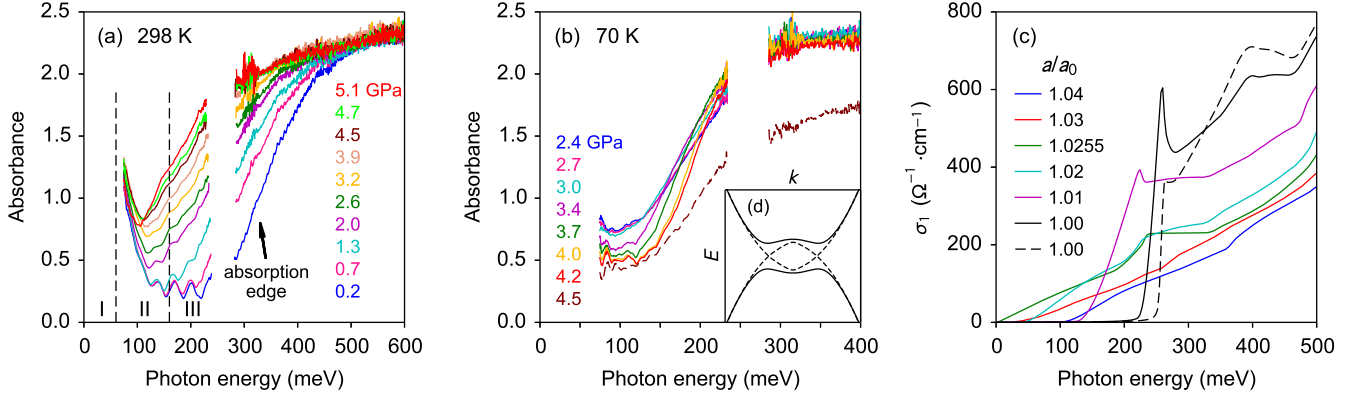 (a) 298 K
Absorbance
2.5
2.0
1.5
1.0
0.5
0.0
5.1 GPa
4.7
4.5
3.9
3.2
2.6
2.0
1.3
0.7
0.2
absorption
edge
I II III
0 100 200 300 400 500 600
Photon energy (meV)
(b) 70 K
Absorbance
2.5
2.0
1.5
1.0
0.5
0.0
2.4 GPa
2.7
3.0
3.4
3.7
4.0
4.2
4.5
k
(d)
E
0 100 200 300 400
Photon energy (meV)
(c)
σ1 (Ω−1·cm−1)
800
600
400
200
0
a/a0
1.04
1.03
1.0255
1.02
1.01
1.00
1.00
0 100 200 300 400 500
Photon energy (meV)